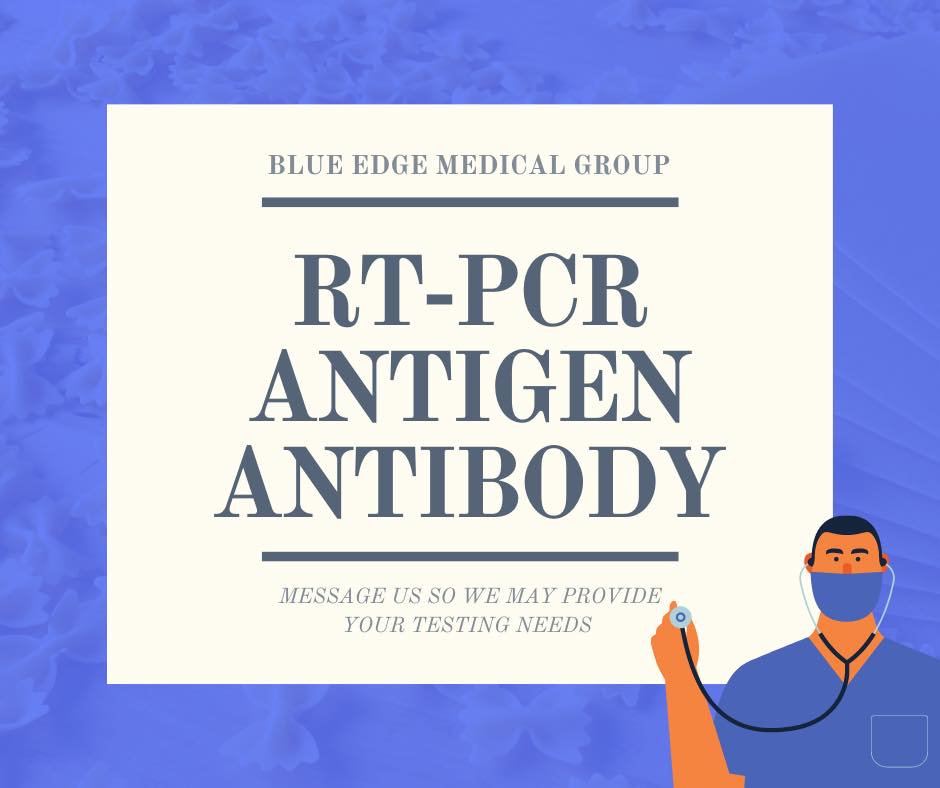 BLUE EDGE MEDICAL GROUP
RT-PCR
ANTIGEN
ANTIBODY
MESSAGE US SO WE MAY PROVIDE
YOUR TESTING NEEDS